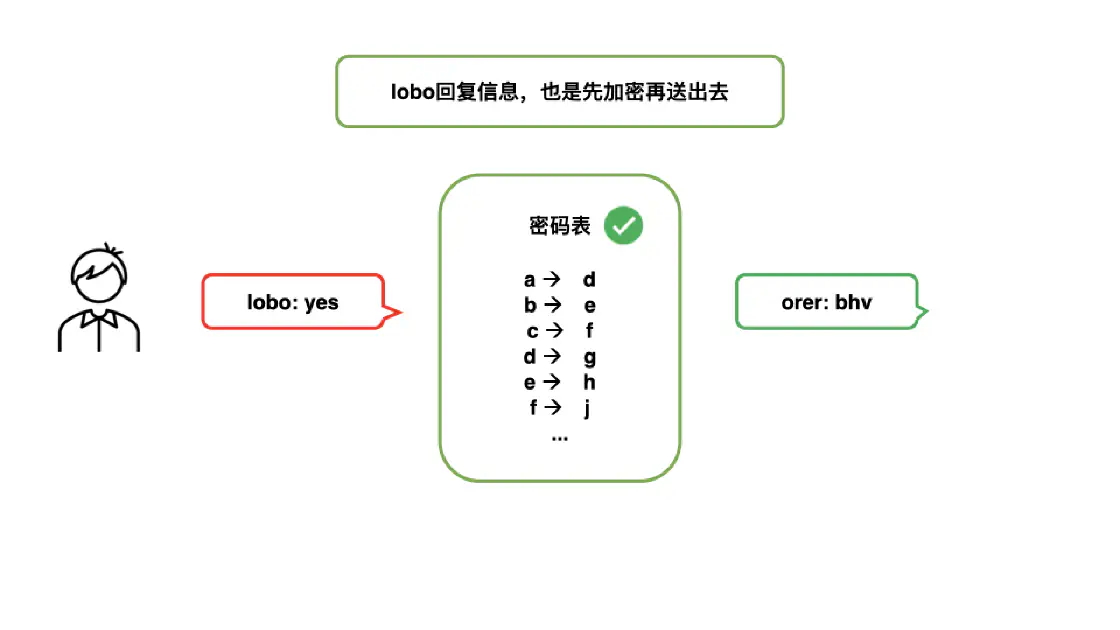 lobo回复信息，也是先加密再送出去
密码表
lobo: yes
a → d
b → e
c → f
d → g
e → h
f → j
...
orer: bhv